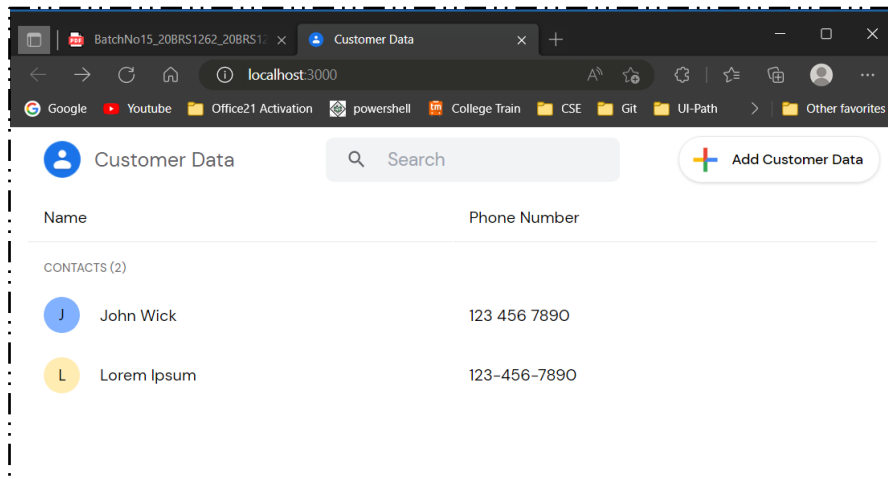 PDF BatchNo15_20BRS1262_20BRS12 Customer Data
localhost:3000
Google Youtube Office21 Activation powershell tm College Train CSE Git UI-Path Other favorites
Customer Data Search Add Customer Data
Name Phone Number
CONTACTS (2)
J John Wick 123 456 7890
L Lorem Ipsum 123-456-7890